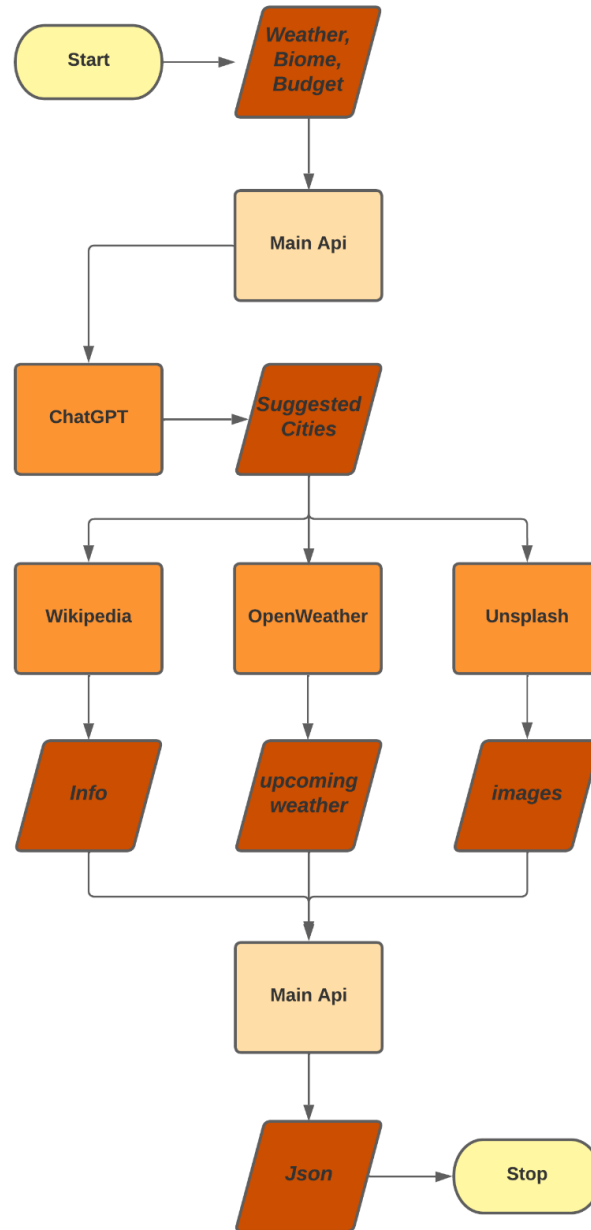 Start
Weather,
Biome,
Budget
Main Api
ChatGPT
Suggested
Cities
Wikipedia
OpenWeather
Unsplash
Info
upcoming
weather
images
Main Api
Json
Stop